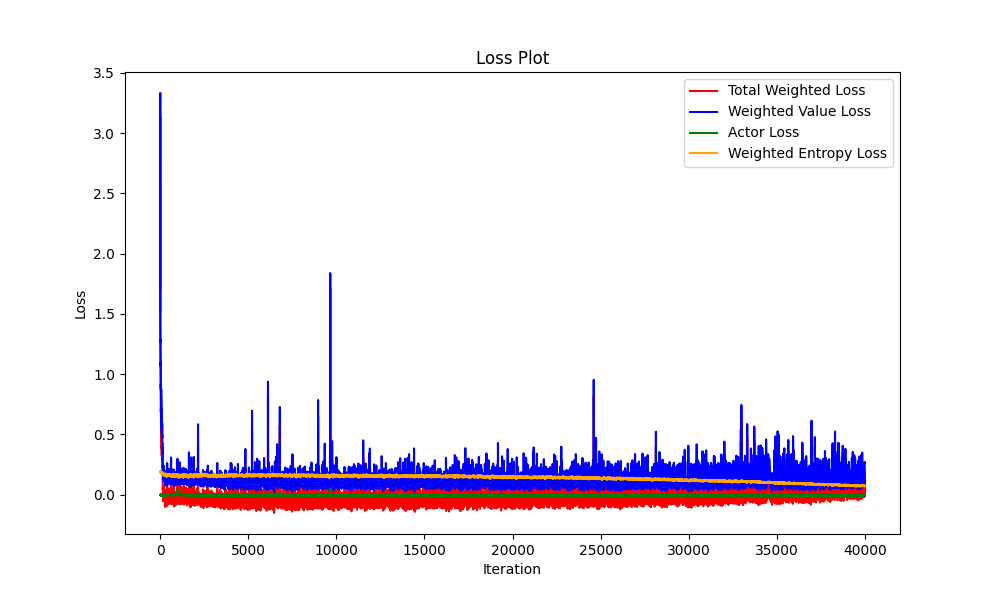 Loss Plot
Total Weighted Loss
Weighted Value Loss
Actor Loss
Weighted Entropy Loss
3.5
3.0
2.5
2.0
1.5
1.0
0.5
0.0
Loss
0 5000 10000 15000 20000 25000 30000 35000 40000
Iteration